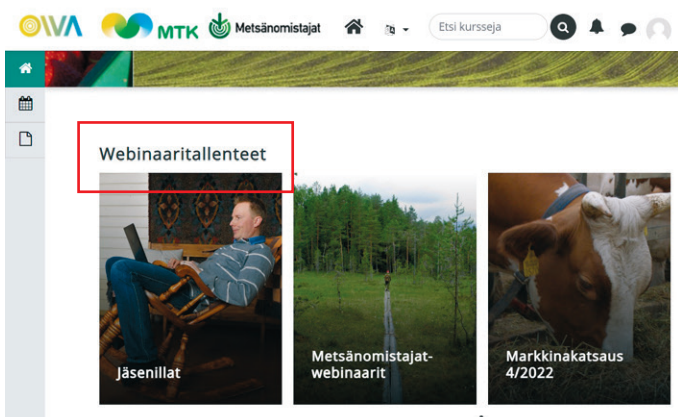 OIVA MTK Metsänomistajat Etsi kursseja
Webinaaritallenteet
Jäsenillat
Metsänomistajat-
webinaarit
Markkinakatsaus
4/2022